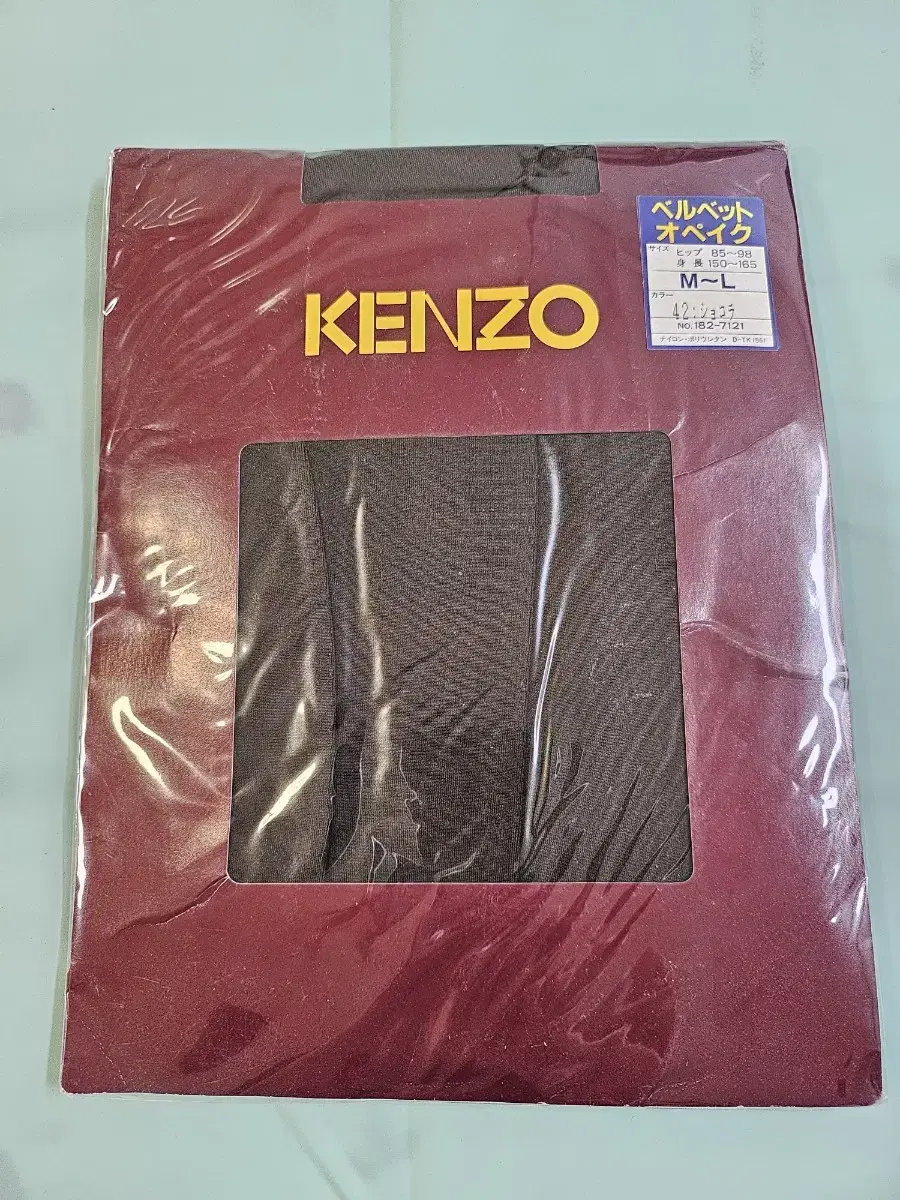 KENZO
ベルベット
オペイク
サイズ ヒップ 85〜98
身長 150〜165
M〜L
カラー
42:ショコラ
NO.182-7121
ナイロン・ポリウレタン